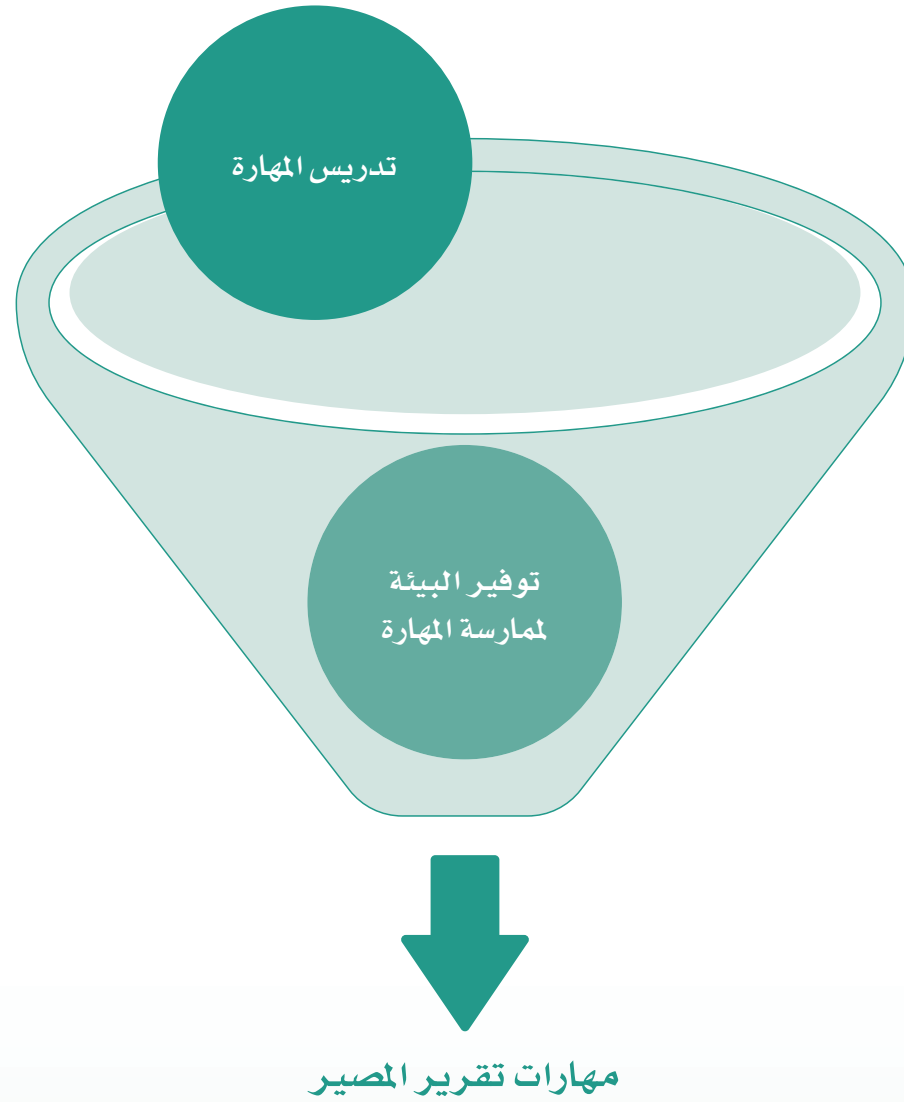 تدريس المهارة
توفير البيئة
لممارسة المهارة
مهارات تقرير المصير